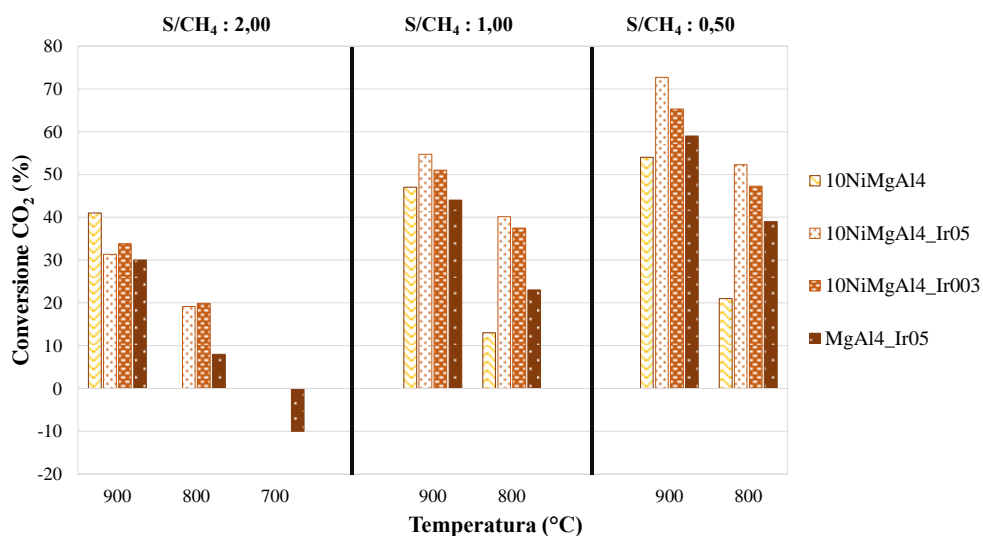 S/CH₄ : 2,00
S/CH₄ : 1,00
S/CH₄ : 0,50
Conversione CO₂ (%)
80
70
60
50
40
30
20
10
0
-10
-20
900
800
700
900
800
900
800
Temperatura (°C)
10NiMgAl4
10NiMgAl4_Ir05
10NiMgAl4_Ir003
MgAl4_Ir05